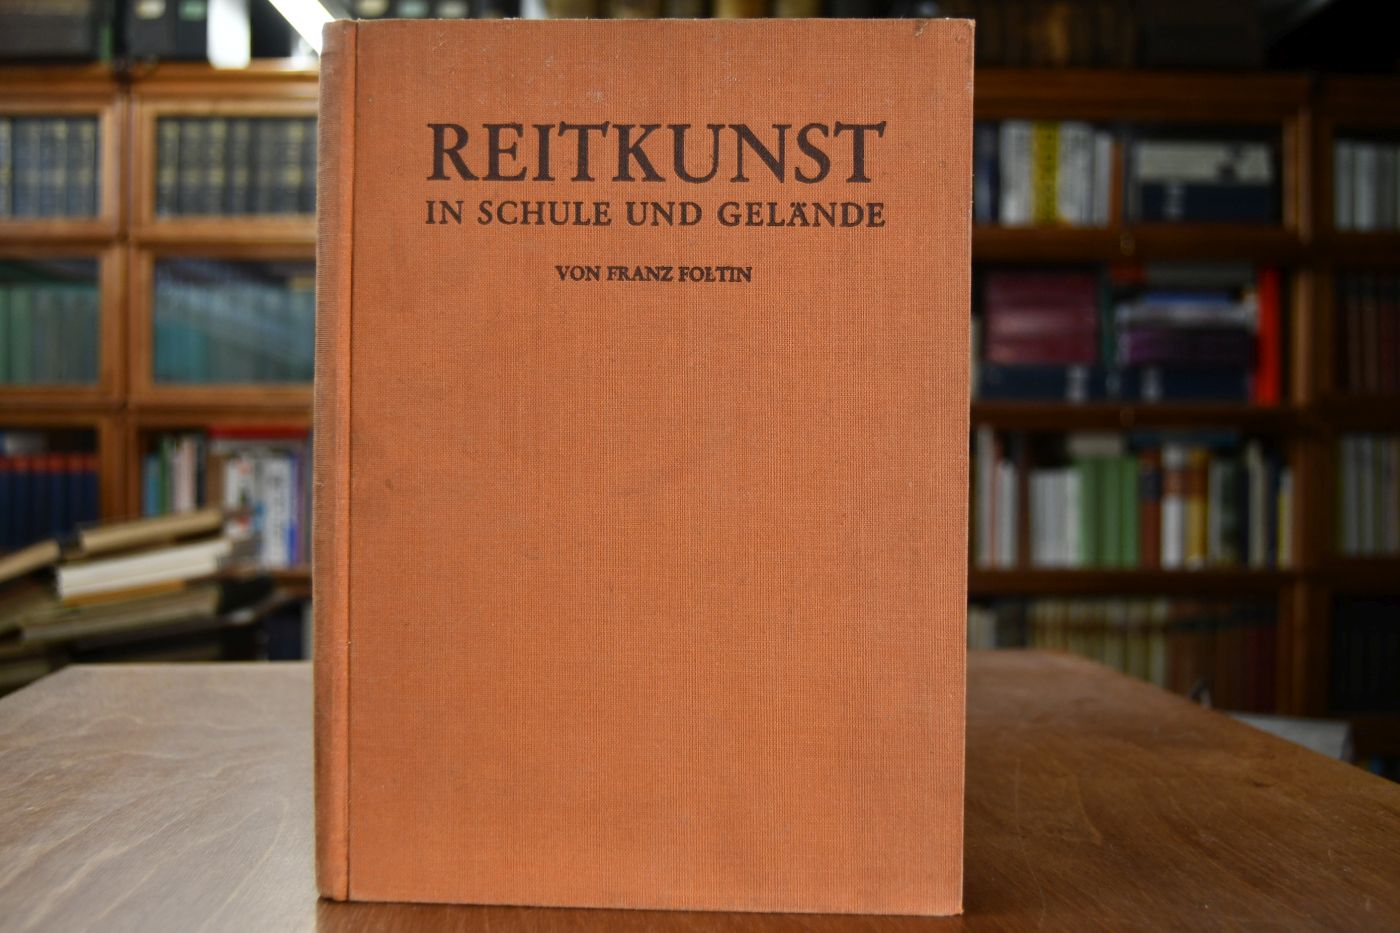 REITKUNST
IN SCHULE UND GELÄNDE
VON FRANZ FOLTIN